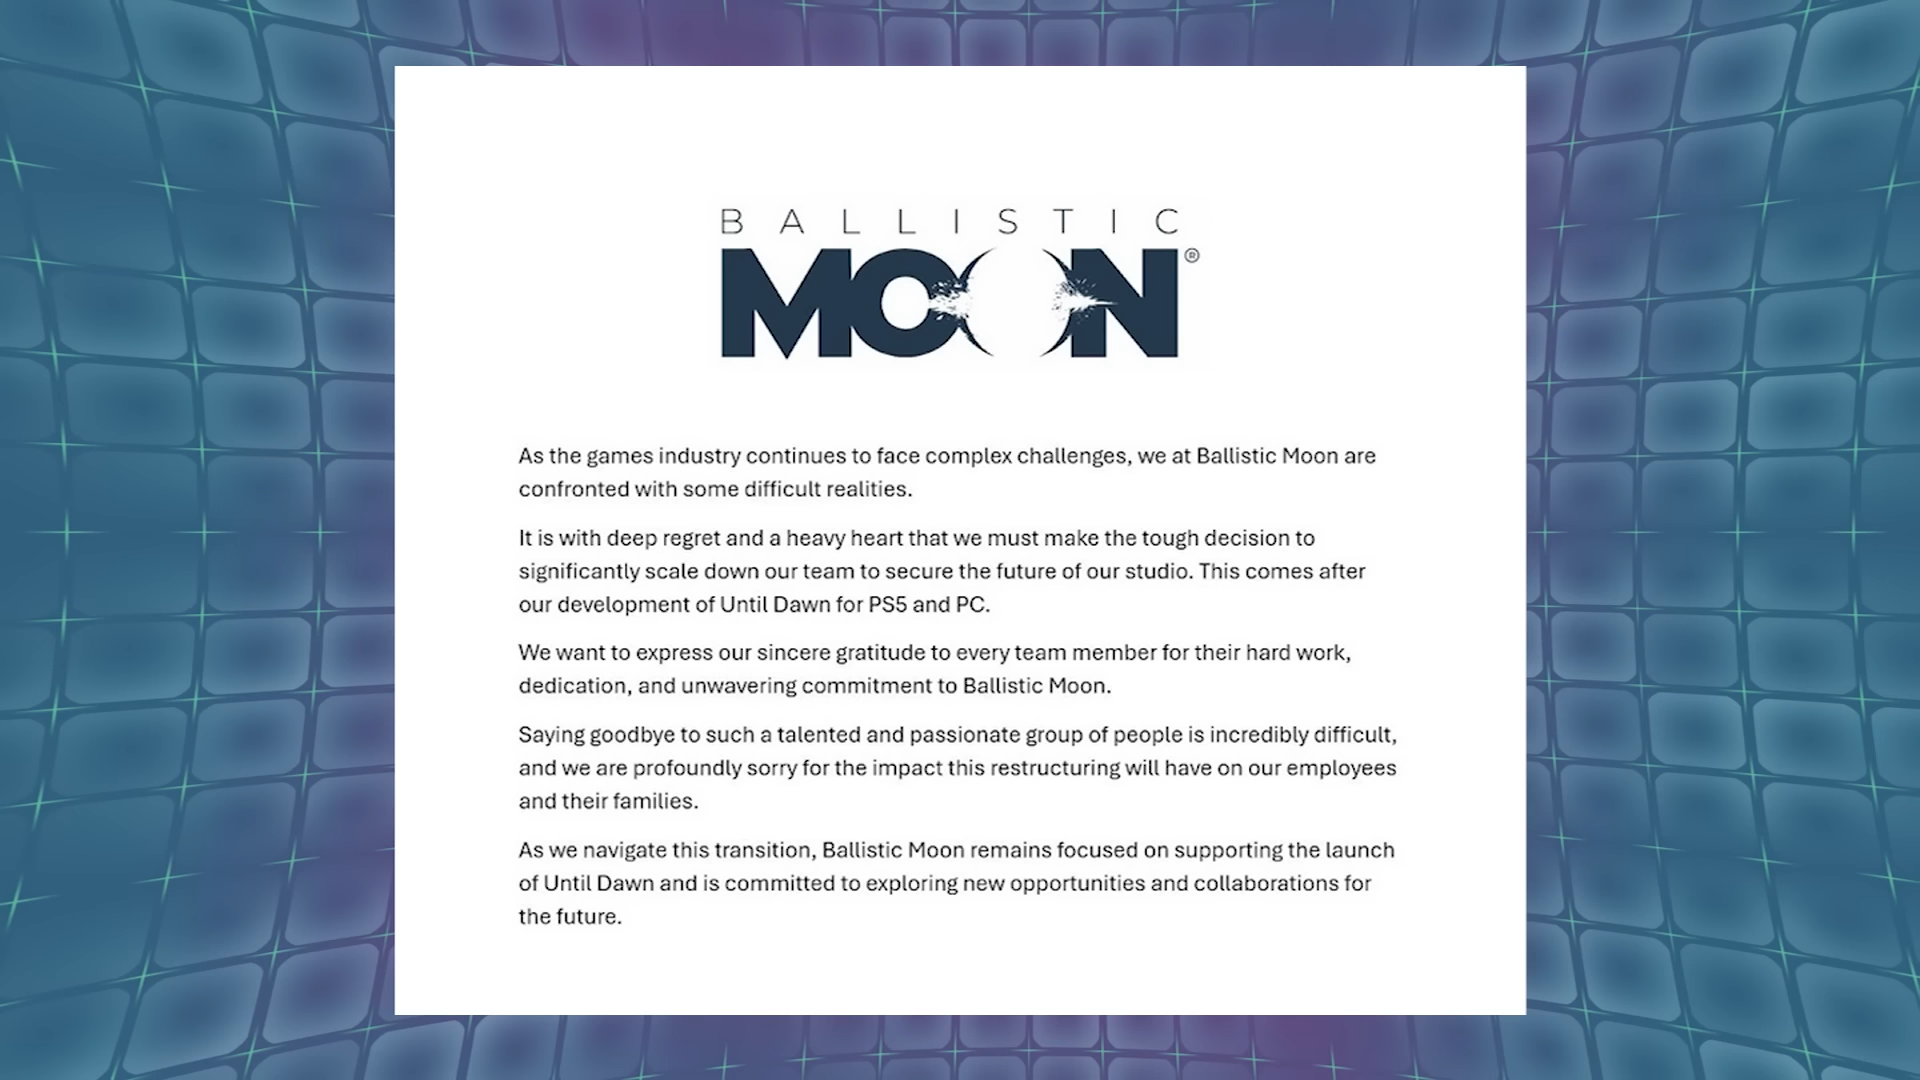 BALLISTIC
MOON®
As the games industry continues to face complex challenges, we at Ballistic Moon are
confronted with some difficult realities.
It is with deep regret and a heavy heart that we must make the tough decision to
significantly scale down our team to secure the future of our studio. This comes after
our development of Until Dawn for PS5 and PC.
We want to express our sincere gratitude to every team member for their hard work,
dedication, and unwavering commitment to Ballistic Moon.
Saying goodbye to such a talented and passionate group of people is incredibly difficult,
and we are profoundly sorry for the impact this restructuring will have on our employees
and their families.
As we navigate this transition, Ballistic Moon remains focused on supporting the launch
of Until Dawn and is committed to exploring new opportunities and collaborations for
the future.